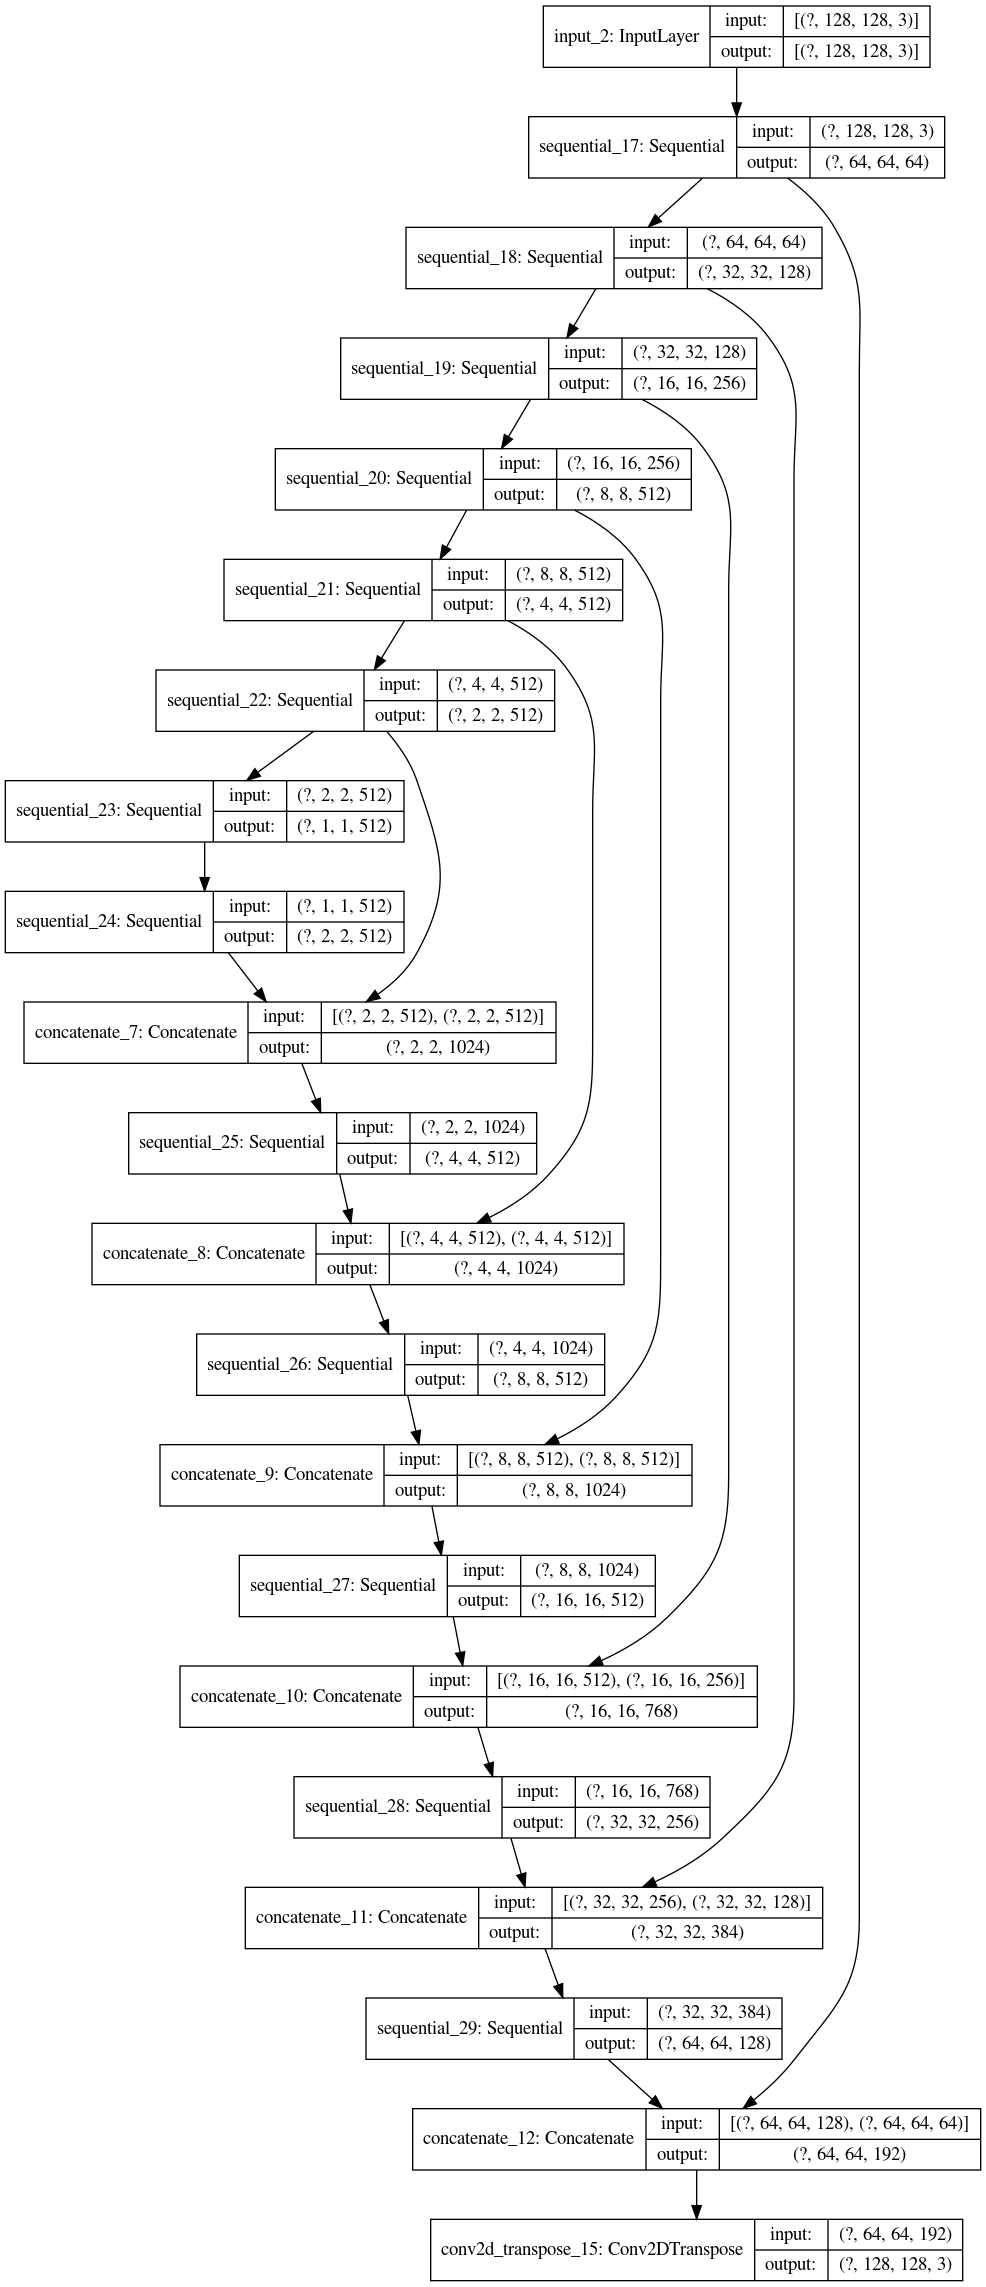 input_2: InputLayer
input: [(?, 128, 128, 3)]
output: [(?, 128, 128, 3)]
sequential_17: Sequential
input: (?, 128, 128, 3)
output: (?, 64, 64, 64)
sequential_18: Sequential
input: (?, 64, 64, 64)
output: (?, 32, 32, 128)
sequential_19: Sequential
input: (?, 32, 32, 128)
output: (?, 16, 16, 256)
sequential_20: Sequential
input: (?, 16, 16, 256)
output: (?, 8, 8, 512)
sequential_21: Sequential
input: (?, 8, 8, 512)
output: (?, 4, 4, 512)
sequential_22: Sequential
input: (?, 4, 4, 512)
output: (?, 2, 2, 512)
sequential_23: Sequential
input: (?, 2, 2, 512)
output: (?, 1, 1, 512)
sequential_24: Sequential
input: (?, 1, 1, 512)
output: (?, 2, 2, 512)
concatenate_7: Concatenate
input: [(?, 2, 2, 512), (?, 2, 2, 512)]
output: (?, 2, 2, 1024)
sequential_25: Sequential
input: (?, 2, 2, 1024)
output: (?, 4, 4, 512)
concatenate_8: Concatenate
input: [(?, 4, 4, 512), (?, 4, 4, 512)]
output: (?, 4, 4, 1024)
sequential_26: Sequential
input: (?, 4, 4, 1024)
output: (?, 8, 8, 512)
concatenate_9: Concatenate
input: [(?, 8, 8, 512), (?, 8, 8, 512)]
output: (?, 8, 8, 1024)
sequential_27: Sequential
input: (?, 8, 8, 1024)
output: (?, 16, 16, 512)
concatenate_10: Concatenate
input: [(?, 16, 16, 512), (?, 16, 16, 256)]
output: (?, 16, 16, 768)
sequential_28: Sequential
input: (?, 16, 16, 768)
output: (?, 32, 32, 256)
concatenate_11: Concatenate
input: [(?, 32, 32, 256), (?, 32, 32, 128)]
output: (?, 32, 32, 384)
sequential_29: Sequential
input: (?, 32, 32, 384)
output: (?, 64, 64, 128)
concatenate_12: Concatenate
input: [(?, 64, 64, 128), (?, 64, 64, 64)]
output: (?, 64, 64, 192)
conv2d_transpose_15: Conv2DTranspose
input: (?, 64, 64, 192)
output: (?, 128, 128, 3)